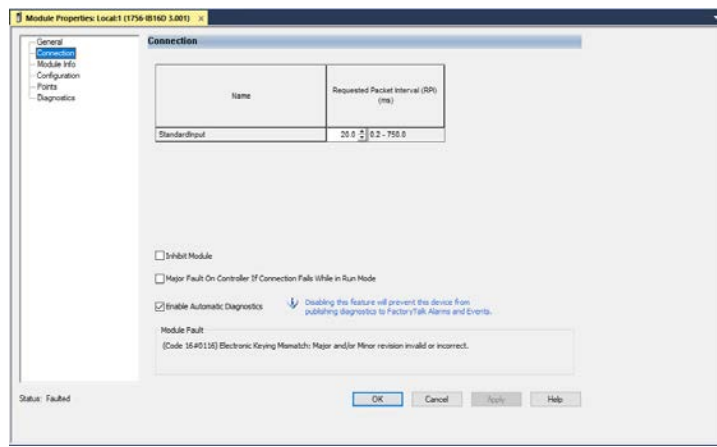 Module Properties: Local:1 (1756-IB16D 3.001) ×
General
Connection
Module Info
Configuration
Points
Diagnostics
Connection
Name
Requested Packet Interval (RPI)
(ms)
StandardInput
20.0
0.2 - 750.0
Inhibit Module
Major Fault On Controller If Connection Fails While in Run Mode
Enable Automatic Diagnostics
Disabling this feature will prevent this device from
publishing diagnostics to FactoryTalk Alarms and Events.
Module Fault
(Code 16#0116) Electronic Keying Mismatch: Major and/or Minor revision invalid or incorrect.
Status: Faulted
OK
Cancel
Apply
Help